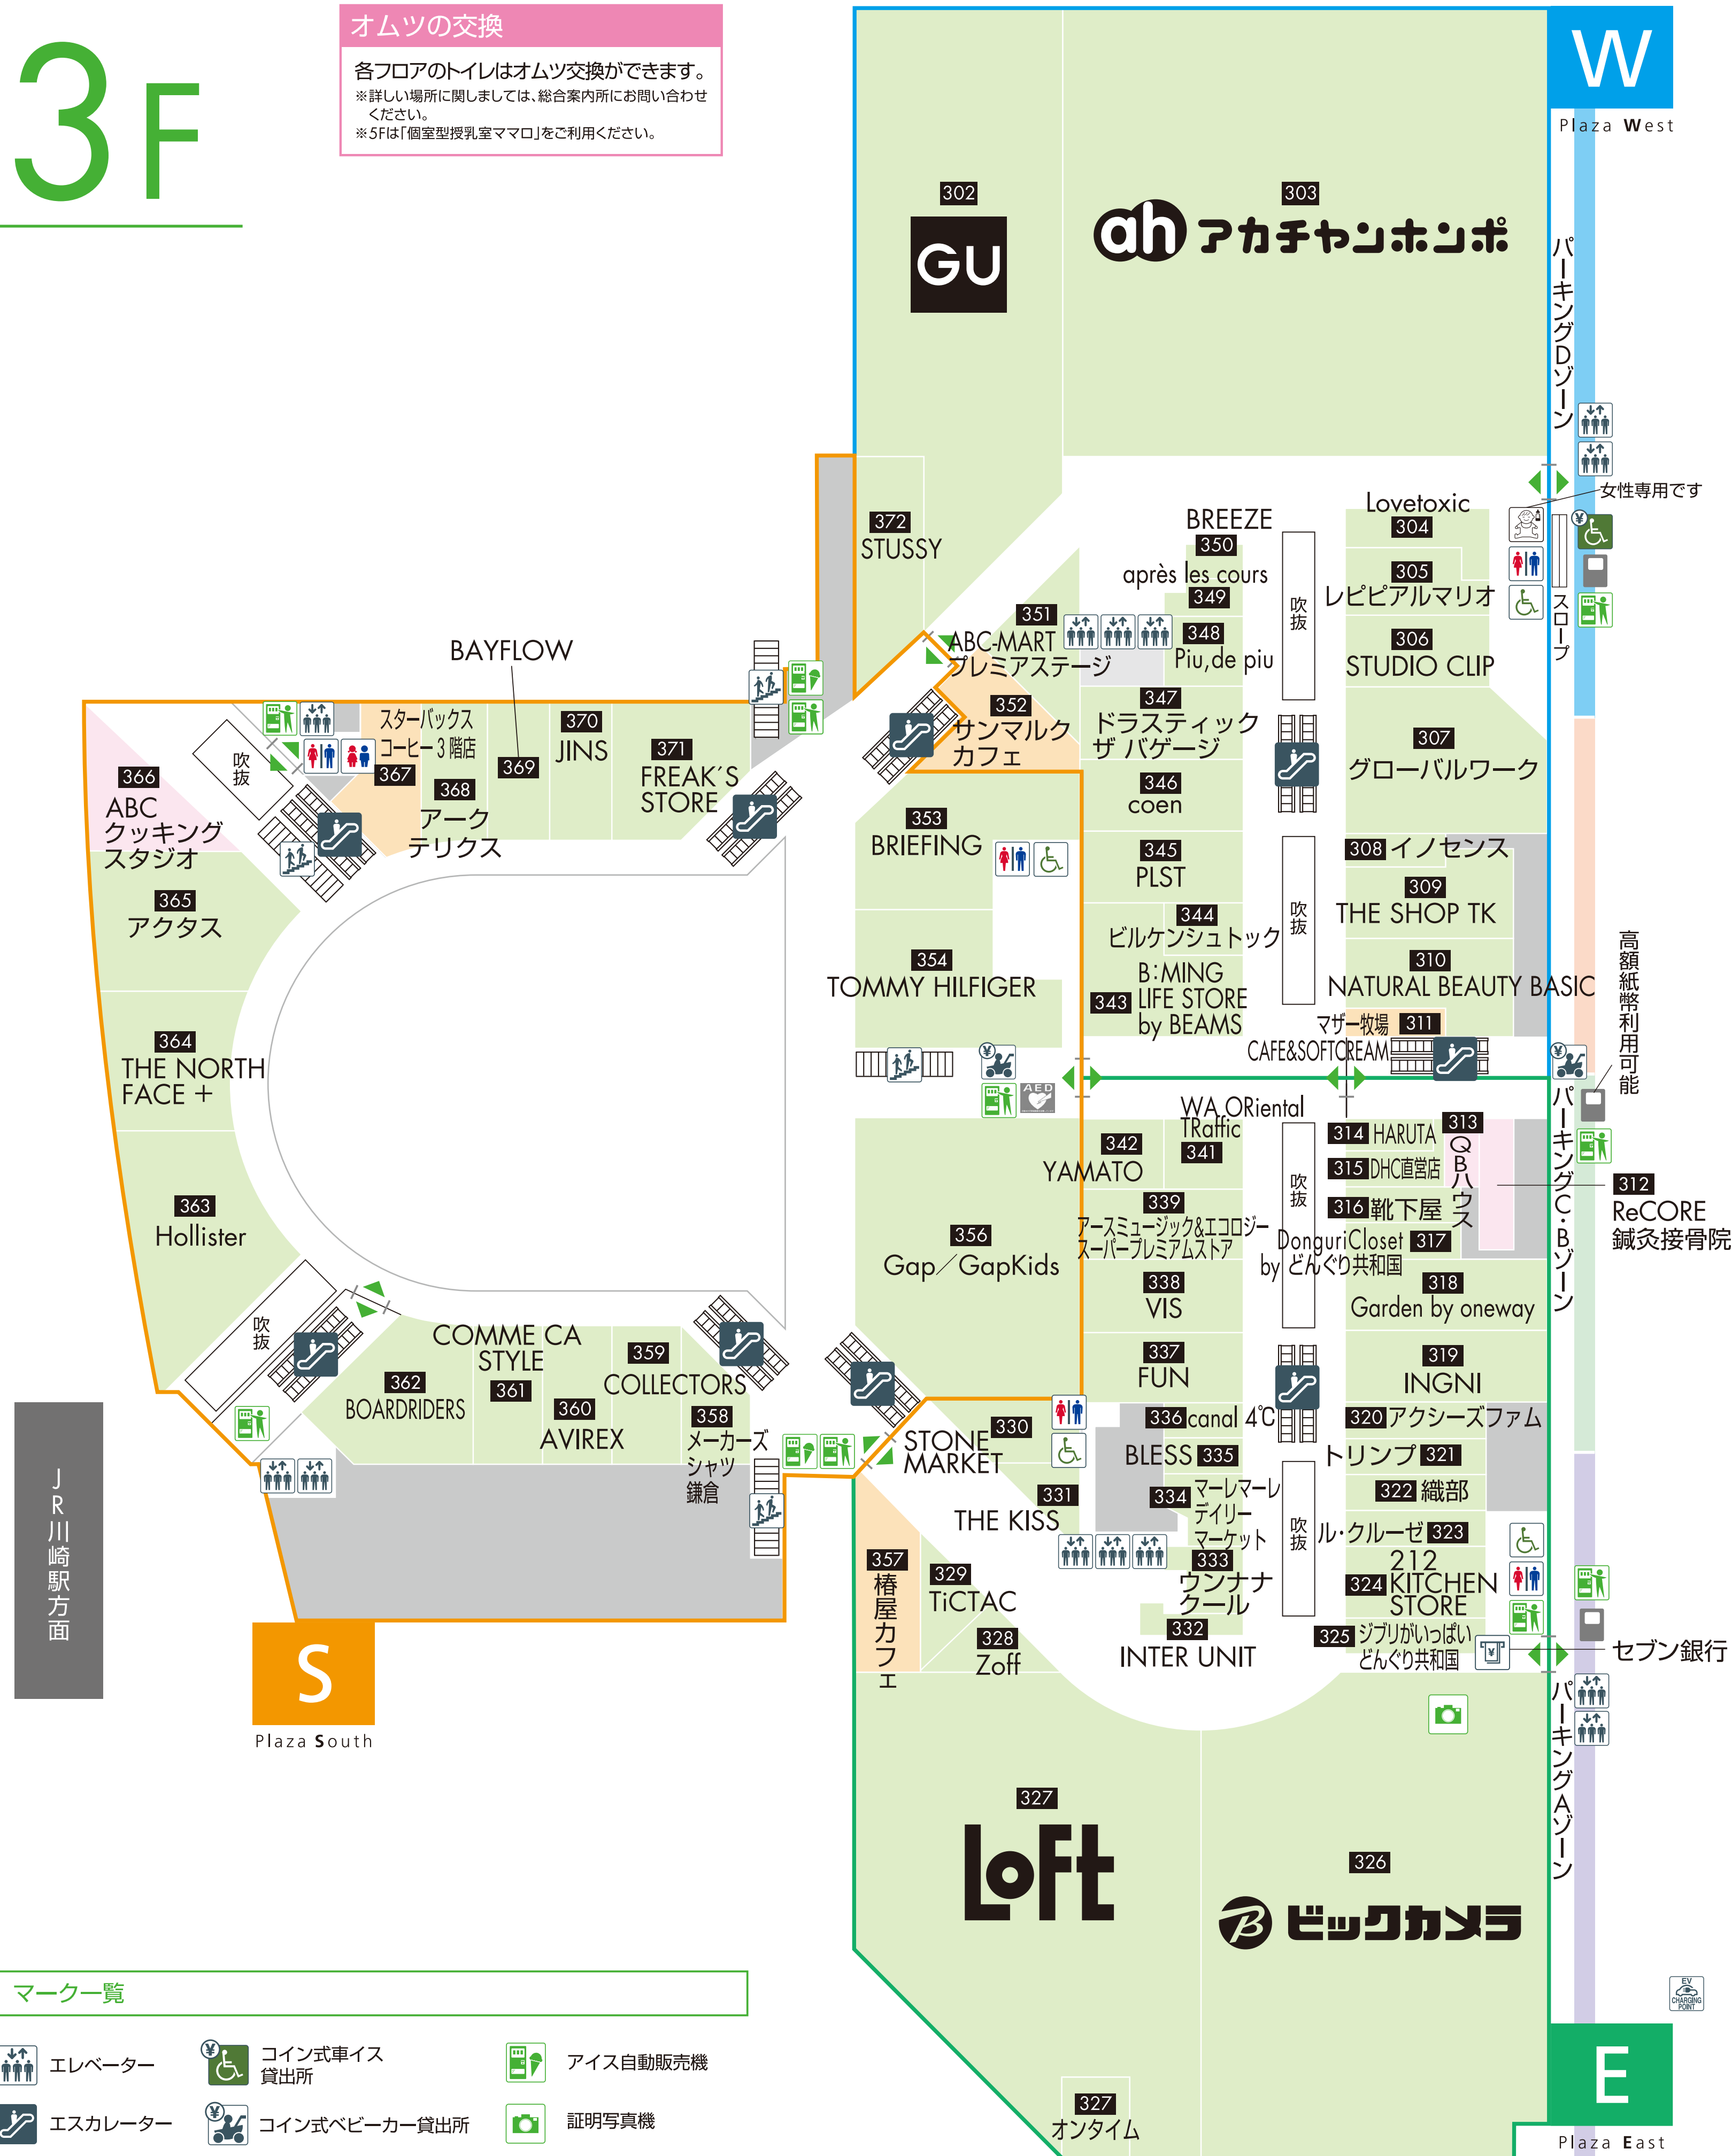 3F
オムツの交換
各フロアのトイレはオムツ交換ができます。
※詳しい場所に関しましては、総合案内所にお問い合わせ
ください。
※5Fは「個室型授乳室ママロ」をご利用ください。
W
Plaza West
302
GU
303
ah アカチャンホンポ
パーキングDゾーン
女性専用です
スロープ
372
STUSSY
BREEZE
350
après les cours
349
348
Piu, de piu
吹抜
Lovetoxic
304
305
レピピアルマリオ
306
STUDIO CLIP
351
ABC-MART
プレミアステージ
352
サンマルク
カフェ
347
ドラスティック
ザ バゲージ
307
グローバルワーク
346
coen
345
PLST
344
ビルケンシュトック
343
B:MING
LIFE STORE
by BEAMS
吹抜
308 イノセンス
309
THE SHOP TK
310
NATURAL BEAUTY BASIC
マザー牧場 311
CAFE&SOFTCREAM
高額紙幣利用可能
BAYFLOW
369
スターバックス
コーヒー 3 階店
367
368
アーク
テリクス
370
JINS
371
FREAK'S
STORE
吹抜
366
ABC
クッキング
スタジオ
365
アクタス
364
THE NORTH
FACE +
363
Hollister
353
BRIEFING
354
TOMMY HILFIGER
AED
356
Gap/GapKids
WA ORiental
TRaffic
341
342
YAMATO
339
アースミュージック&エコロジー
スーパープレミアムストア
338
VIS
337
FUN
吹抜
314 HARUTA
313
QBハウス
315 DHC直営店
316 靴下屋
DonguriCloset 317
by どんぐり共和国
312
ReCORE
鍼灸接骨院
パーキングC・Bゾーン
318
Garden by oneway
319
INGNI
320 アクシーズファム
トリンプ 321
322 織部
ル・クルーゼ 323
212
324 KITCHEN
STORE
325 ジブリがいっぱい
どんぐり共和国
セブン銀行
336 canal 4℃
BLESS 335
334 マーレマーレ
デイリー
マーケット
333
ウンナナ
クール
332
INTER UNIT
吹抜
330
STONE
MARKET
331
THE KISS
357
椿屋カフェ
329
TiCTAC
328
Zoff
吹抜
362
BOARDRIDERS
COMME CA
STYLE
361
360
AVIREX
359
COLLECTORS
358
メーカーズ
シャツ
鎌倉
JR川崎駅方面
S
Plaza South
327
LoFt
326
B ビックカメラ
パーキングAゾーン
327
オンタイム
EV
CHARGING
POINT
E
Plaza East
マーク一覧
エレベーター
コイン式車イス
貸出所
アイス自動販売機
エスカレーター
コイン式ベビーカー貸出所
証明写真機